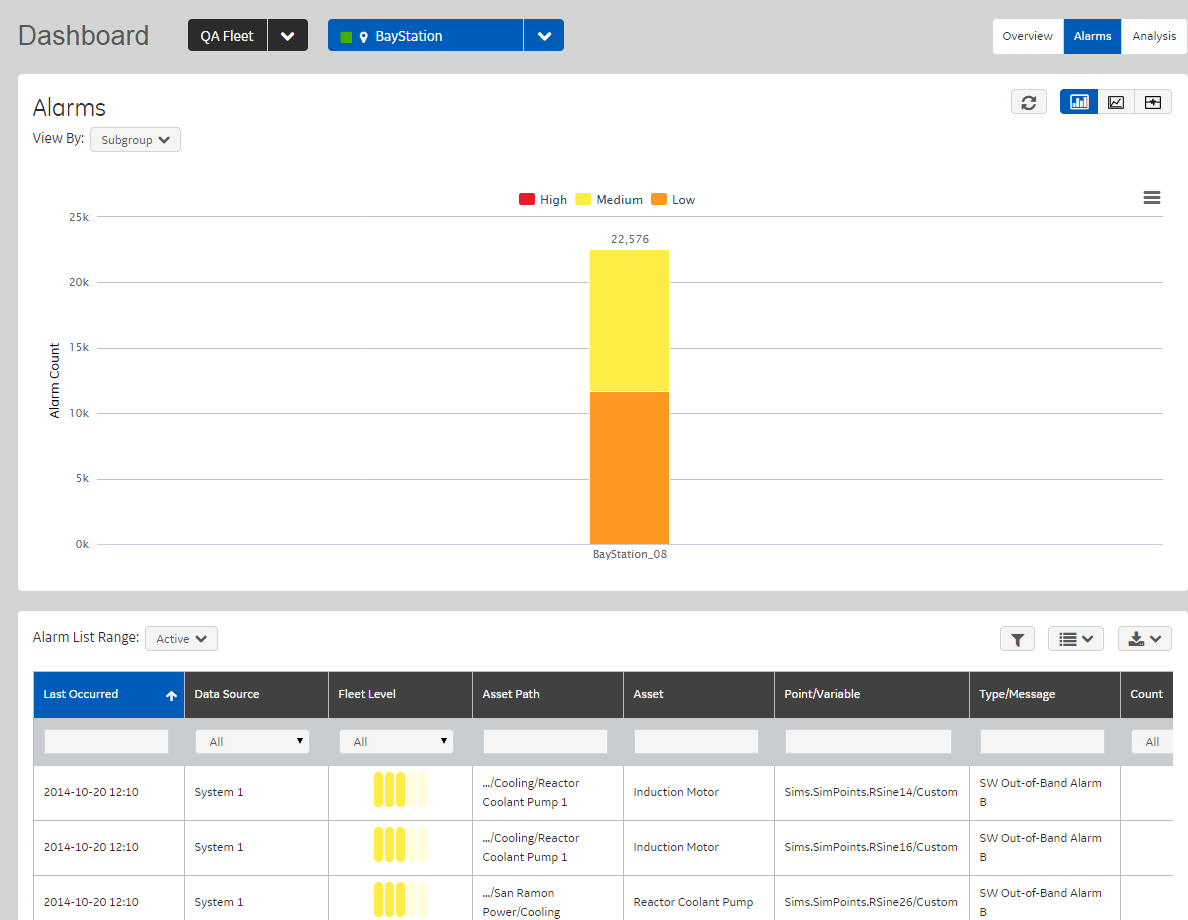 Dashboard
QA Fleet
BayStation
Overview
Alarms
Analysis
Alarms
View By:
Subgroup
High
Medium
Low
25k
22,576
20k
15k
Alarm Count
10k
5k
0k
BayStation_08
Alarm List Range:
Active
Last Occurred
Data Source
Fleet Level
Asset Path
Asset
Point/Variable
Type/Message
Count
All
All
All
2014-10-20 12:10
System 1
.../Cooling/Reactor
Coolant Pump 1
Induction Motor
Sims.SimPoints.RSine14/Custom
SW Out-of-Band Alarm
B
2014-10-20 12:10
System 1
.../Cooling/Reactor
Coolant Pump 1
Induction Motor
Sims.SimPoints.RSine16/Custom
SW Out-of-Band Alarm
B
2014-10-20 12:10
System 1
.../San Ramon
Power/Cooling
Reactor Coolant Pump
Sims.SimPoints.RSine26/Custom
SW Out-of-Band Alarm
B